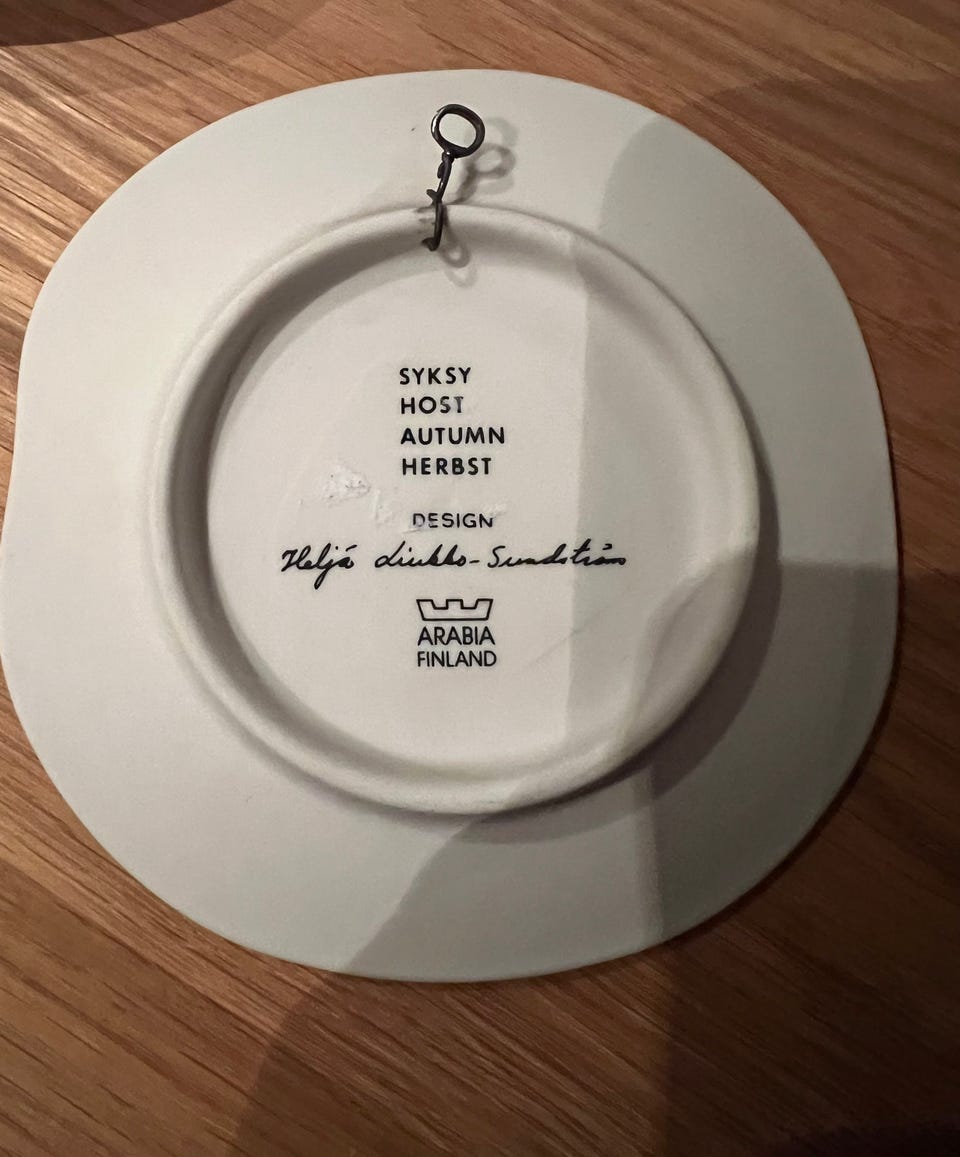 SYKSY
HOST
AUTUMN
HERBST
DESIGN
Heljä Liukko-Sundström
ARABIA
FINLAND